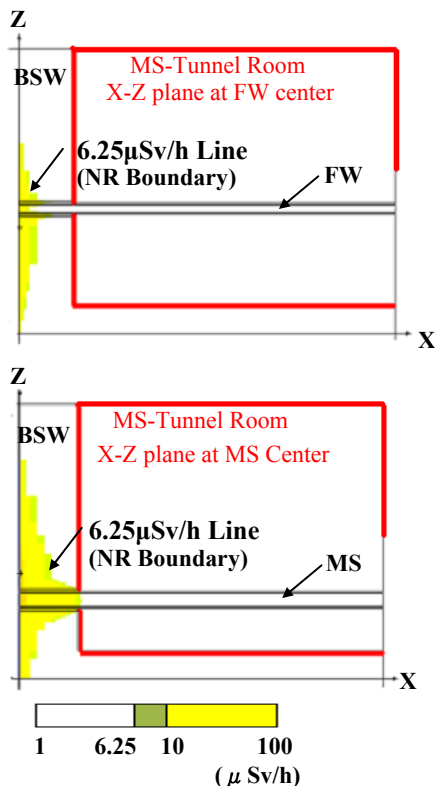 Z
BSW
MS-Tunnel Room
X-Z plane at FW center
6.25μSv/h Line
(NR Boundary)
FW
X
Z
BSW
MS-Tunnel Room
X-Z plane at MS Center
6.25μSv/h Line
(NR Boundary)
MS
X
1 6.25 10 100
(μ Sv/h)